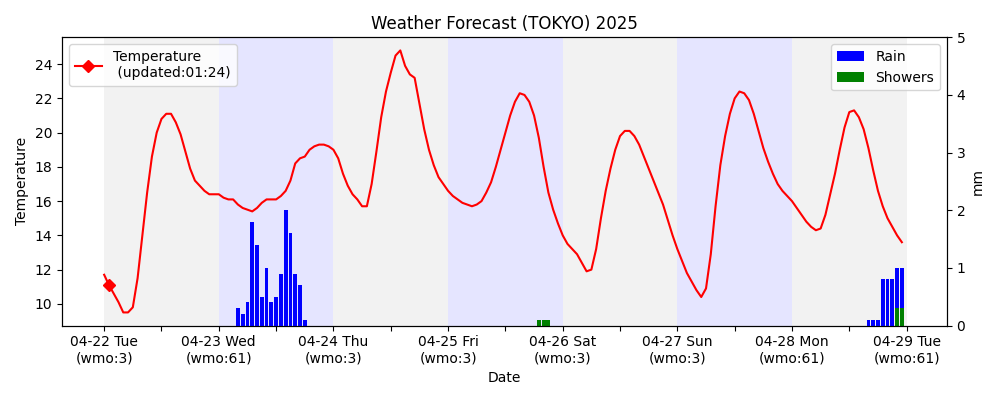 Weather Forecast (TOKYO) 2025
Temperature
(updated:01:24)
Rain
Showers
Temperature
24
22
20
18
16
14
12
10
5
4
3
2
1
0
mm
04-22 Tue
(wmo:3)
04-23 Wed
(wmo:61)
04-24 Thu
(wmo:3)
04-25 Fri
(wmo:3)
04-26 Sat
(wmo:3)
04-27 Sun
(wmo:3)
04-28 Mon
(wmo:61)
04-29 Tue
(wmo:61)
Date